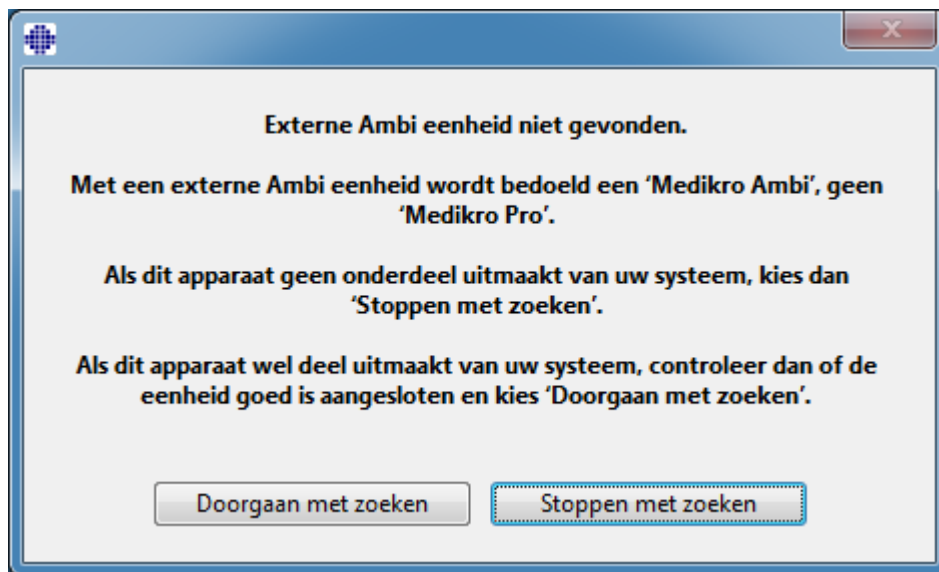 Externe Ambi eenheid niet gevonden.
Met een externe Ambi eenheid wordt bedoeld een ‘Medikro Ambi’, geen
‘Medikro Pro’.
Als dit apparaat geen onderdeel uitmaakt van uw systeem, kies dan
‘Stoppen met zoeken’.
Als dit apparaat wel deel uitmaakt van uw systeem, controleer dan of de
eenheid goed is aangesloten en kies ‘Doorgaan met zoeken’.
Doorgaan met zoeken
Stoppen met zoeken